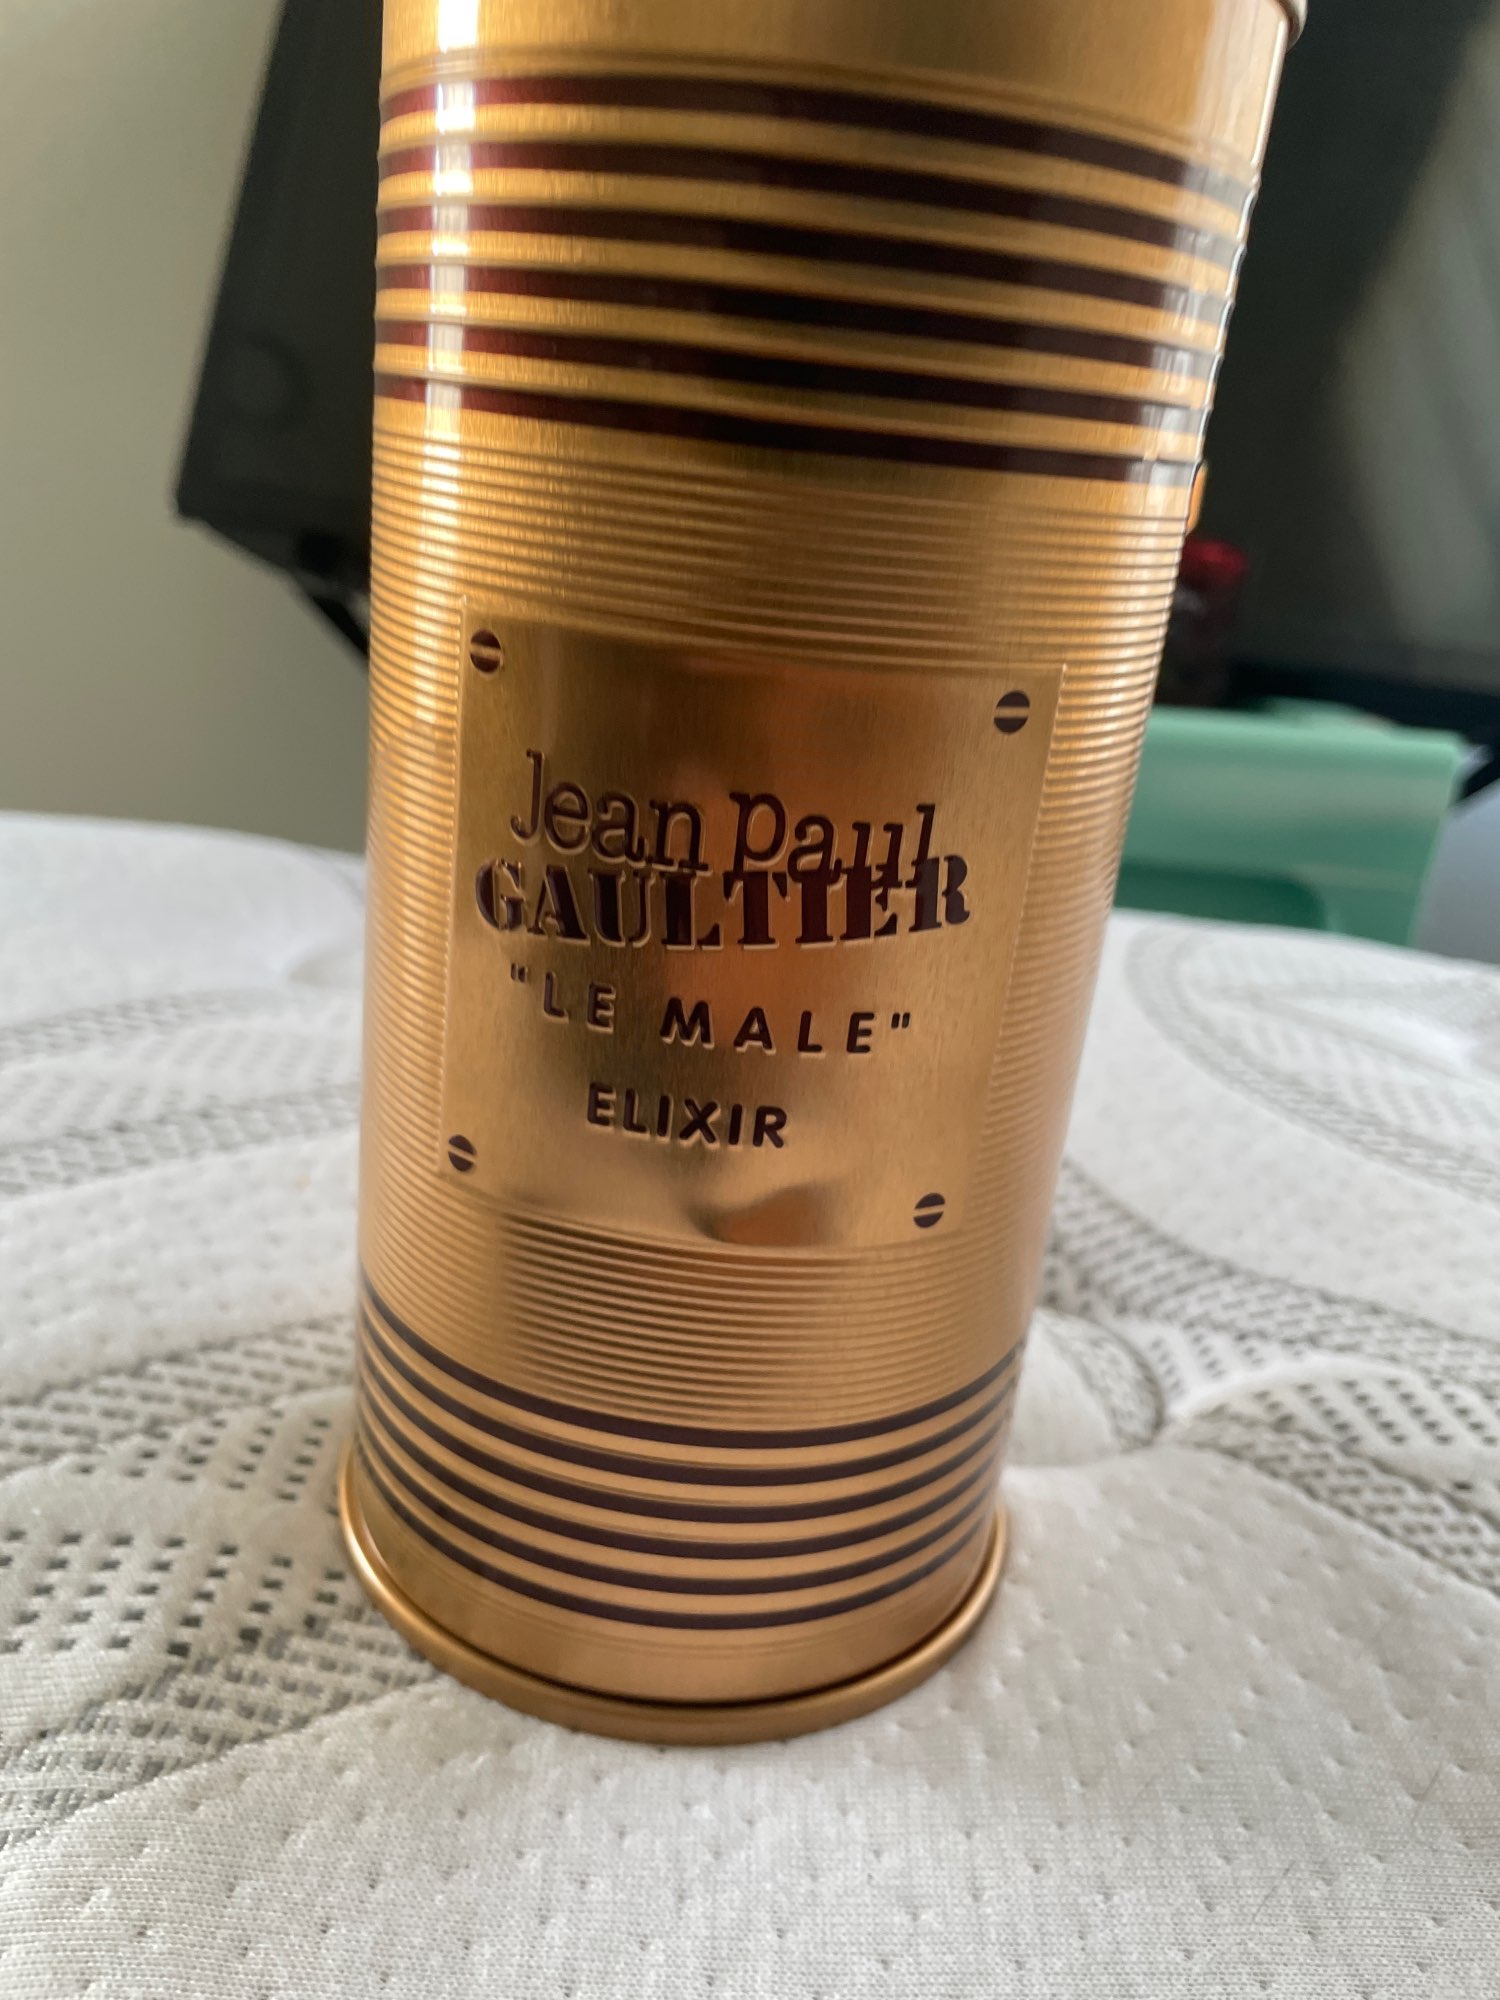 Jean Paul
GAULTIER
"LE MALE"
ELIXIR